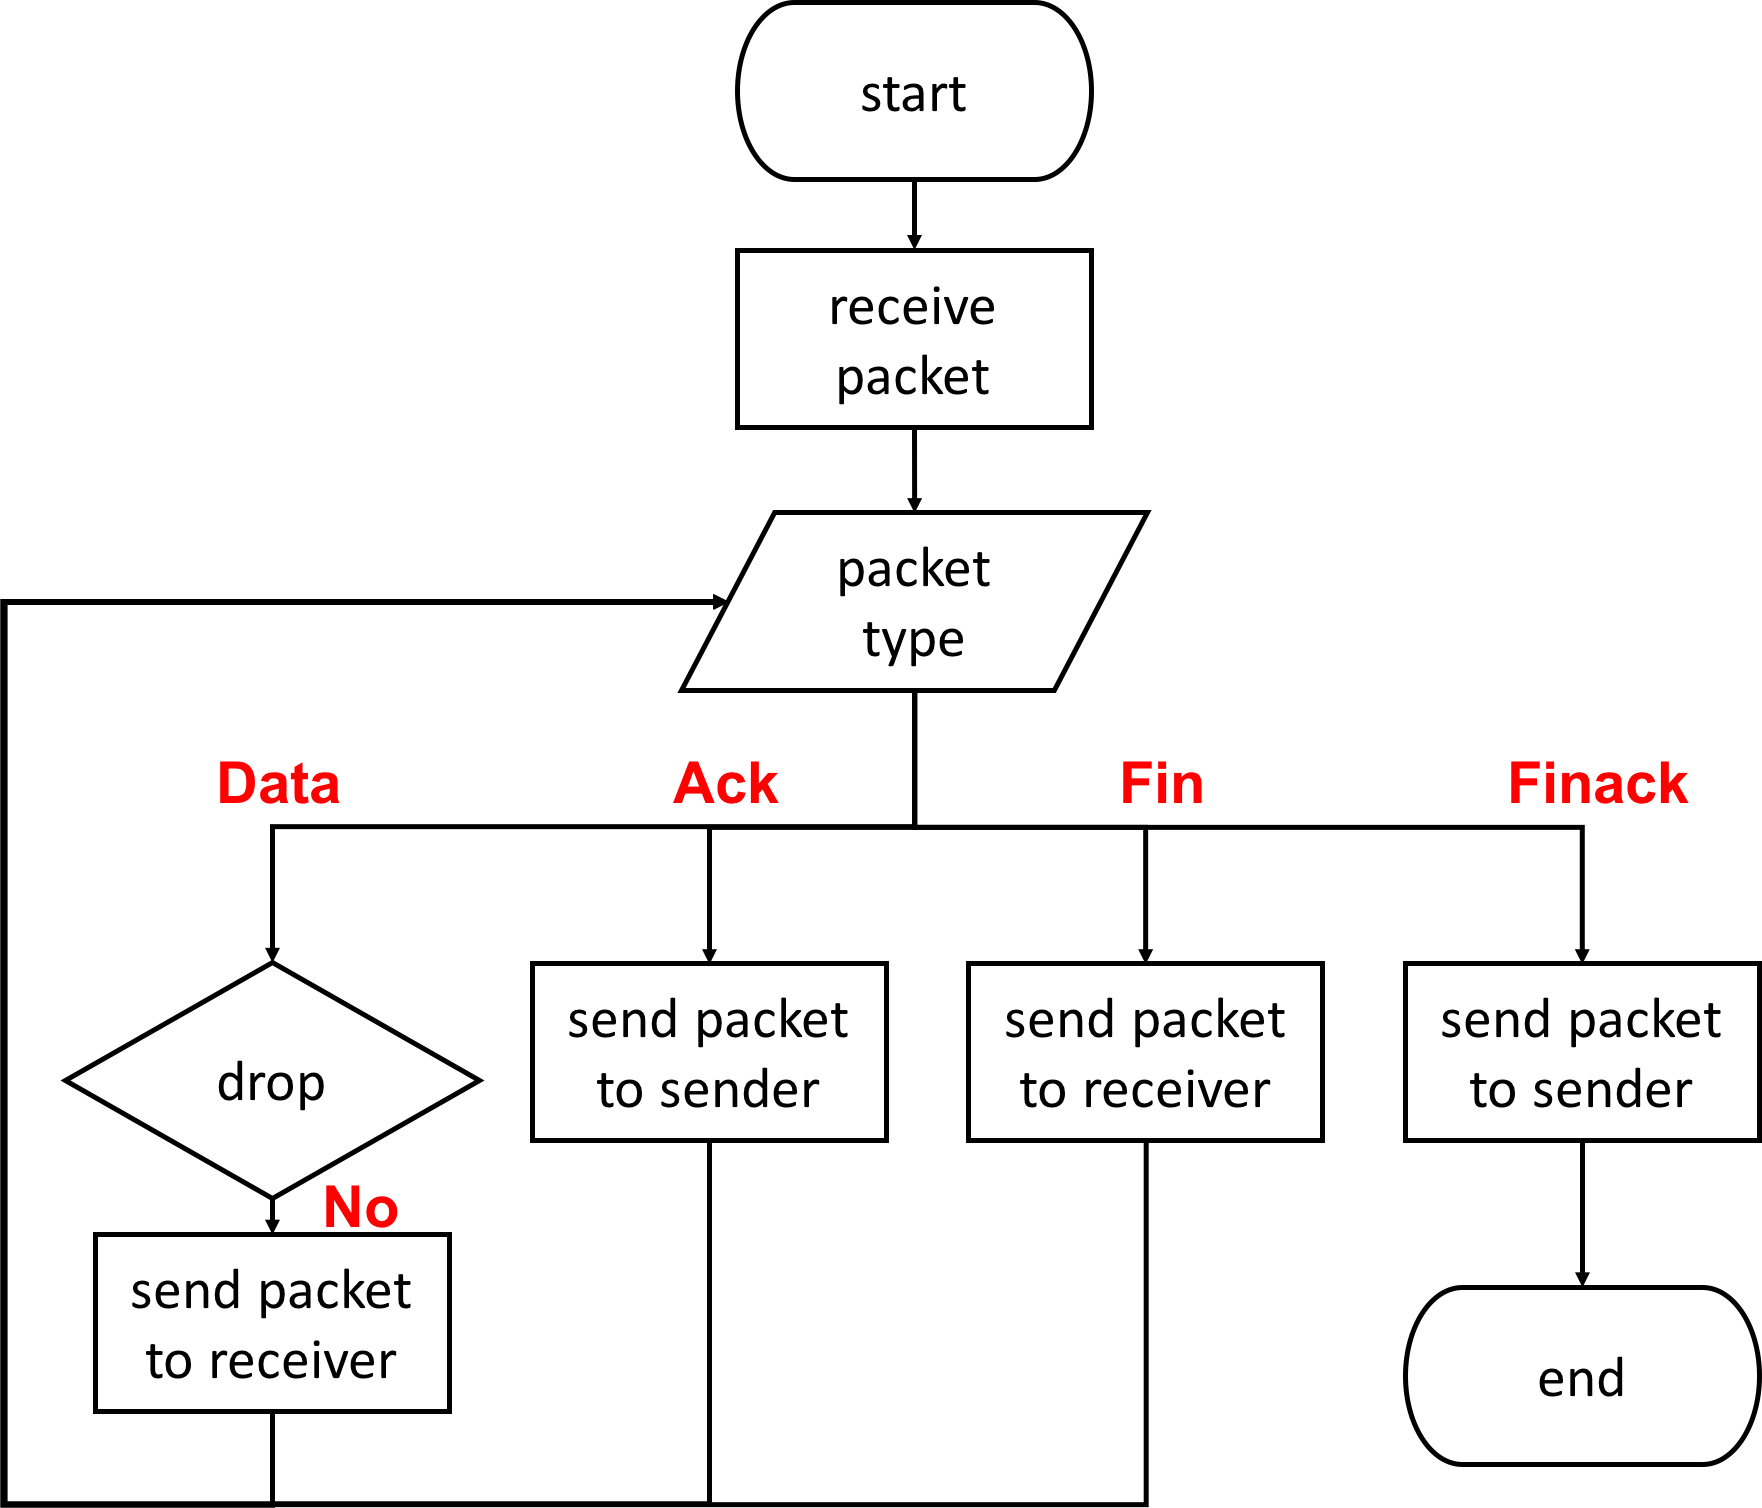 start
receive
packet
packet
type
Data
Ack
Fin
Finack
drop
send packet
to sender
send packet
to receiver
send packet
to sender
No
send packet
to receiver
end